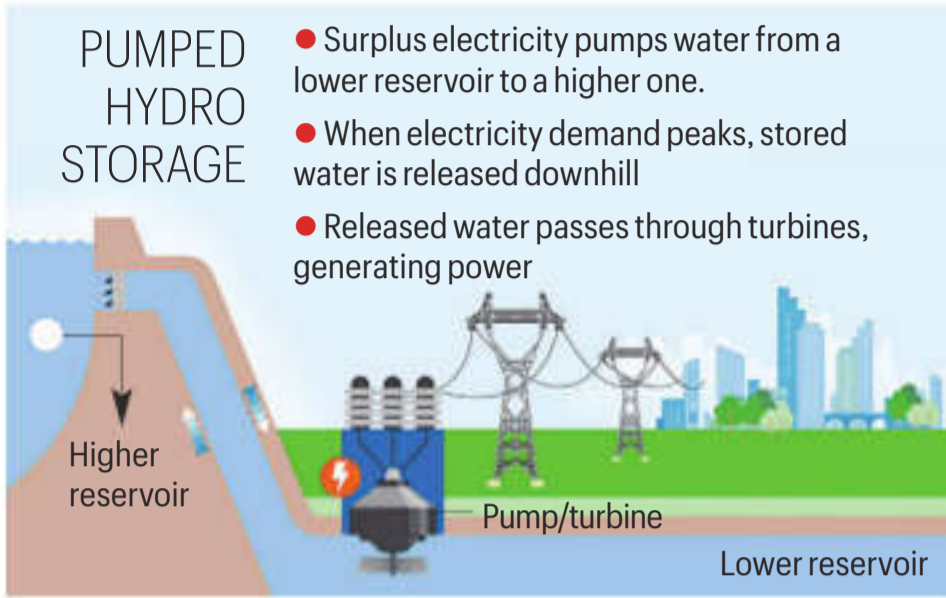 PUMPED
HYDRO
STORAGE
● Surplus electricity pumps water from a
lower reservoir to a higher one.
● When electricity demand peaks, stored
water is released downhill
● Released water passes through turbines,
generating power
Higher
reservoir
Pump/turbine
Lower reservoir